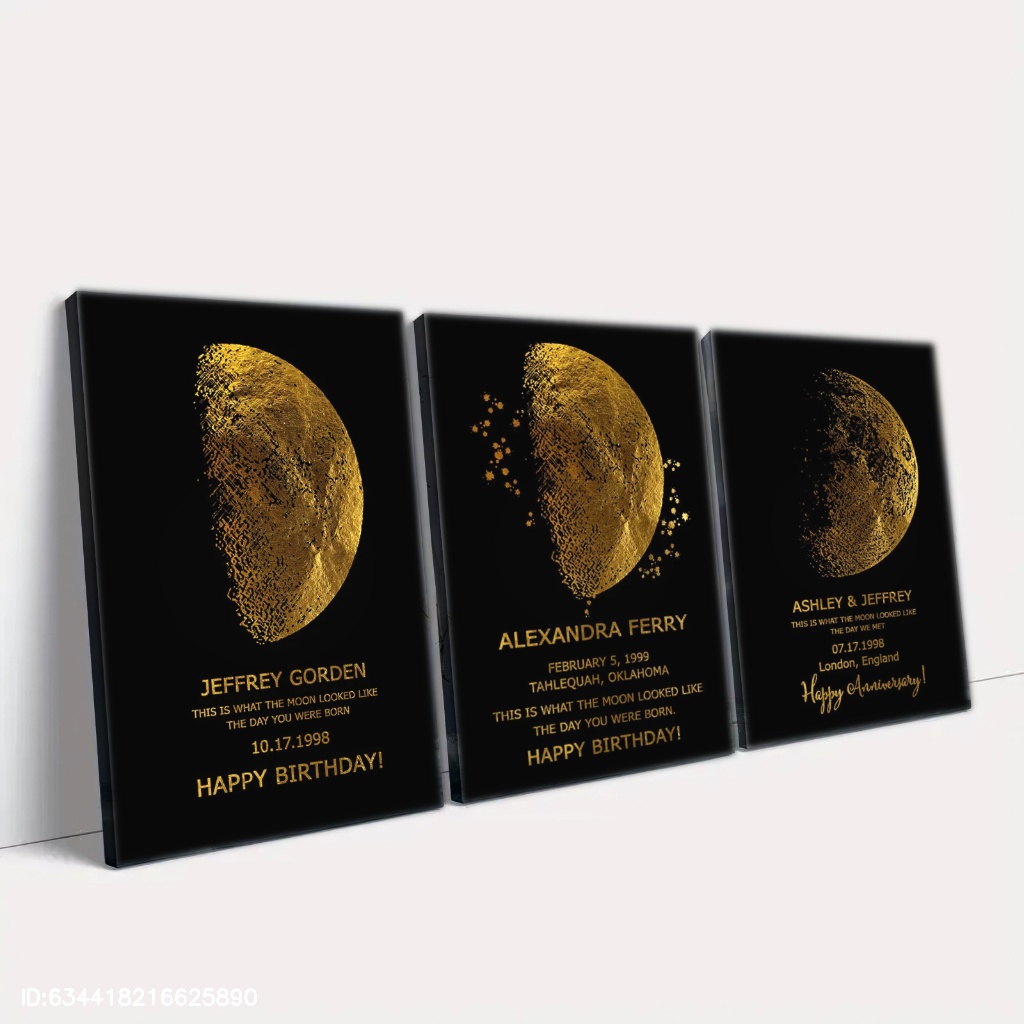 JEFFREY GORDEN
THIS IS WHAT THE MOON LOOKED LIKE
THE DAY YOU WERE BORN
10.17.1998
HAPPY BIRTHDAY!
ALEXANDRA FERRY
FEBRUARY 5, 1999
TAHLEQUAH, OKLAHOMA
THIS IS WHAT THE MOON LOOKED LIKE
THE DAY YOU WERE BORN.
HAPPY BIRTHDAY!
ASHLEY & JEFFREY
THIS IS WHAT THE MOON LOOKED LIKE
THE DAY WE MET
07.17.1998
London, England
Happy Anniversary!
ID:634418216625890